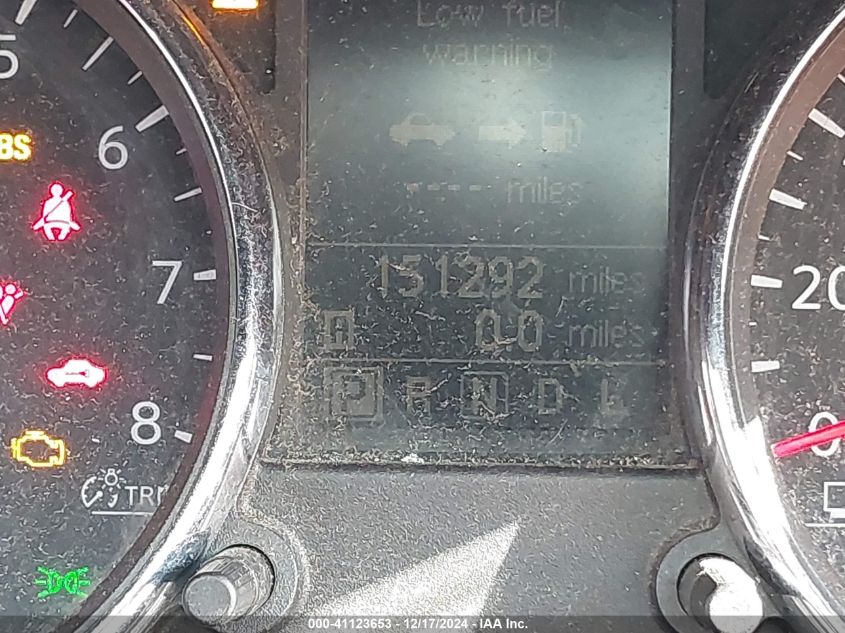 Low fuel
warning
---- miles
5
6
7
8
BS
TRI
151292 miles
A 0.0 miles
P R N D L
20
0
000-41123653 / 12/17/2024 - IAA Inc.